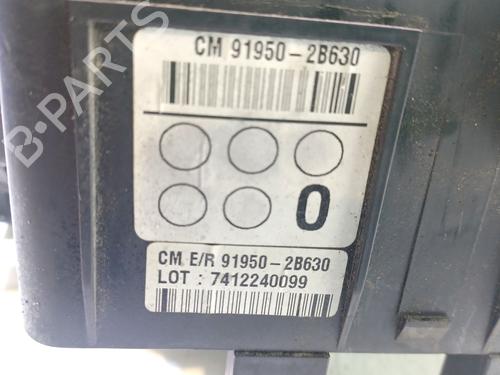 CM 91950-2B630
0
CM E/R 91950-2B630
LOT : 7412240099
B-PARTS